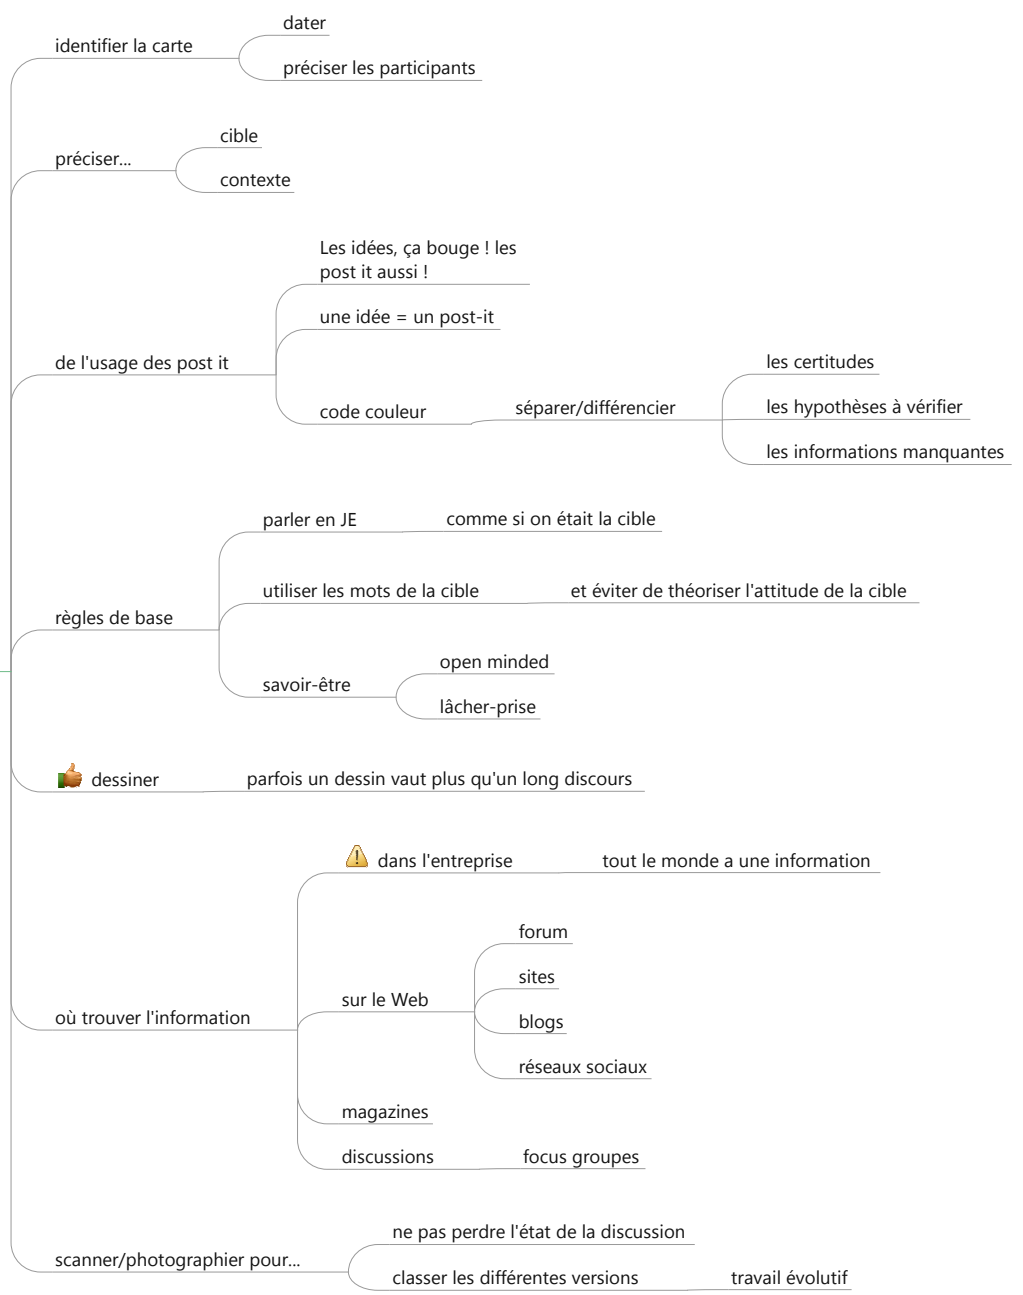 dater
identifier la carte
préciser les participants
cible
préciser...
contexte
Les idées, ça bouge ! les
post it aussi !
une idée = un post-it
de l'usage des post it
les certitudes
code couleur
séparer/différencier
les hypothèses à vérifier
les informations manquantes
parler en JE
comme si on était la cible
utiliser les mots de la cible
et éviter de théoriser l'attitude de la cible
règles de base
open minded
savoir-être
lâcher-prise
dessiner
parfois un dessin vaut plus qu'un long discours
dans l'entreprise
tout le monde a une information
forum
sites
sur le Web
où trouver l'information
blogs
réseaux sociaux
magazines
discussions
focus groupes
ne pas perdre l'état de la discussion
scanner/photographier pour...
classer les différentes versions
travail évolutif